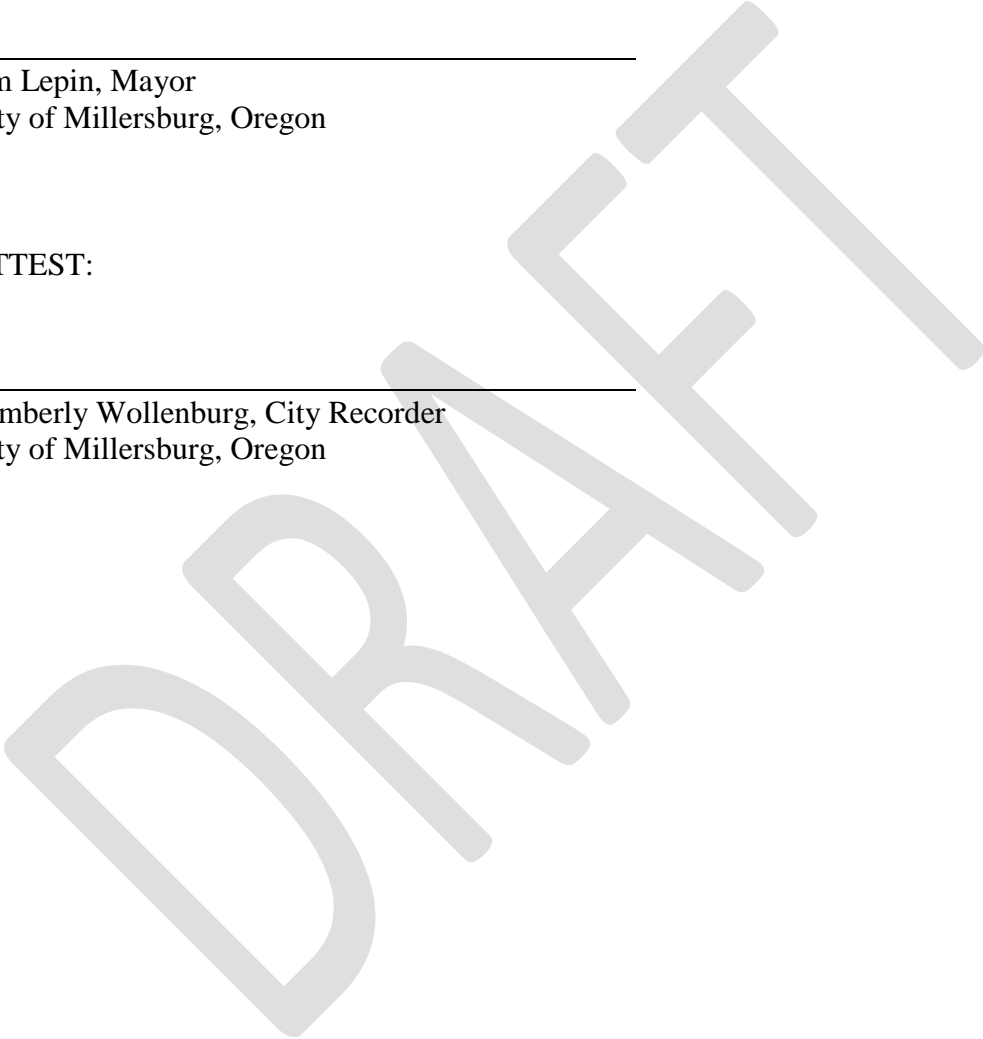 m Lepin, Mayor
ty of Millersburg, Oregon
TTEST:
mberly Wollenburg, City Recorder
ty of Millersburg, Oregon
DRAFT